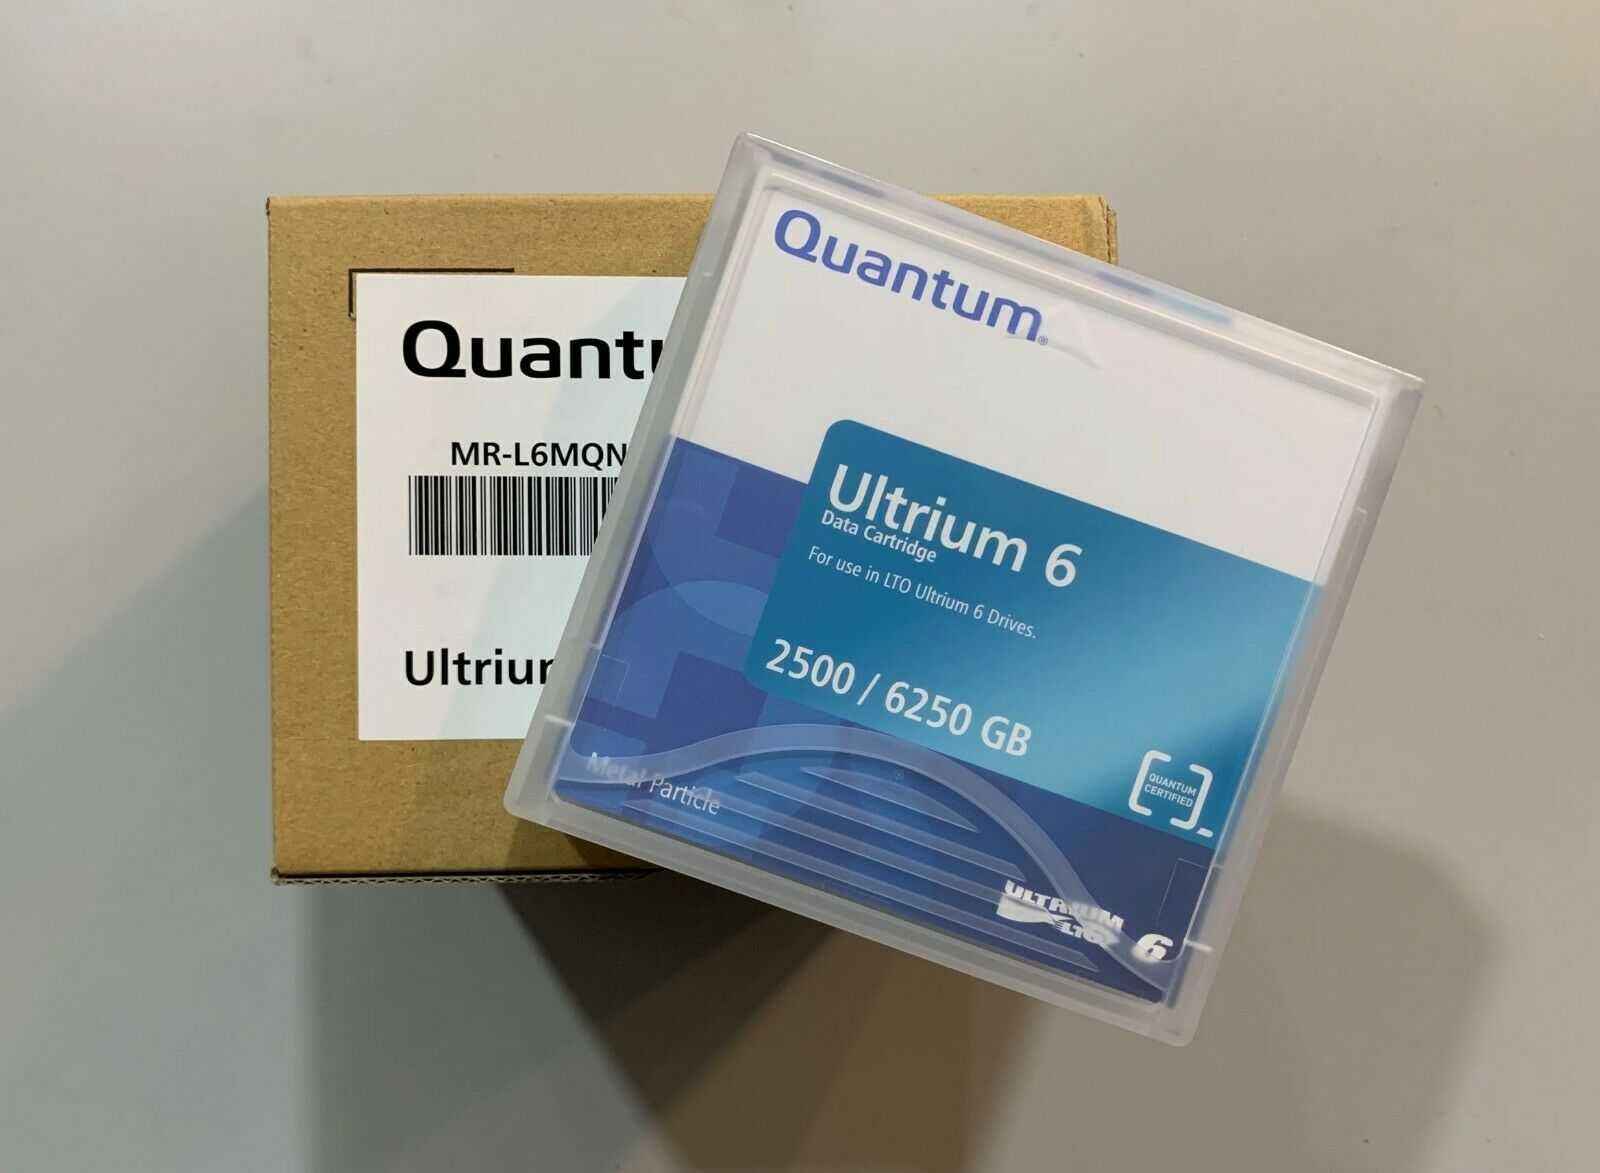 Quantu
MR-L6MQN
Ultriu
Quantum®
Ultrium 6
Data Cartridge
For use in LTO Ultrium 6 Drives.
2500 / 6250 GB
QUANTUM
CERTIFIED
Metal Particle
ULTRIUM
LTO
6